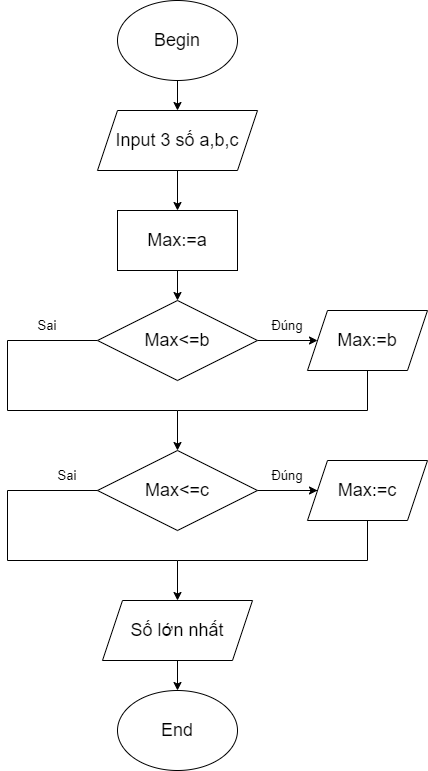 Begin
Input 3 số a,b,c
Max:=a
Sai
Max<=b
Đúng
Max:=b
Sai
Max<=c
Đúng
Max:=c
Số lớn nhất
End